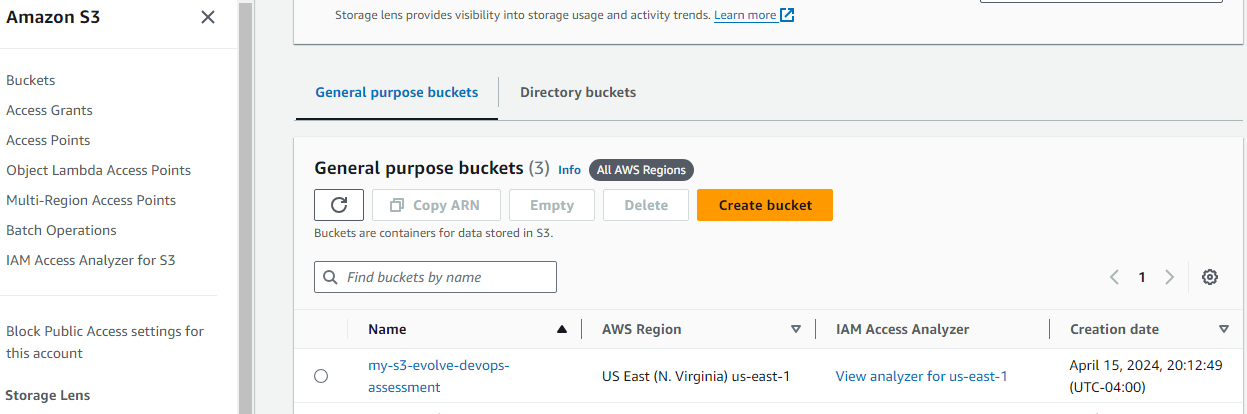 Amazon S3
Buckets
Access Grants
Access Points
Object Lambda Access Points
Multi-Region Access Points
Batch Operations
IAM Access Analyzer for S3
Block Public Access settings for
this account
Storage Lens
Storage lens provides visibility into storage usage and activity trends. Learn more
General purpose buckets
Directory buckets
General purpose buckets (3) Info All AWS Regions
Copy ARN Empty Delete Create bucket
Buckets are containers for data stored in S3.
Find buckets by name
1
Name AWS Region IAM Access Analyzer Creation date
my-s3-evolve-devops-
assessment
US East (N. Virginia) us-east-1
View analyzer for us-east-1
April 15, 2024, 20:12:49
(UTC-04:00)